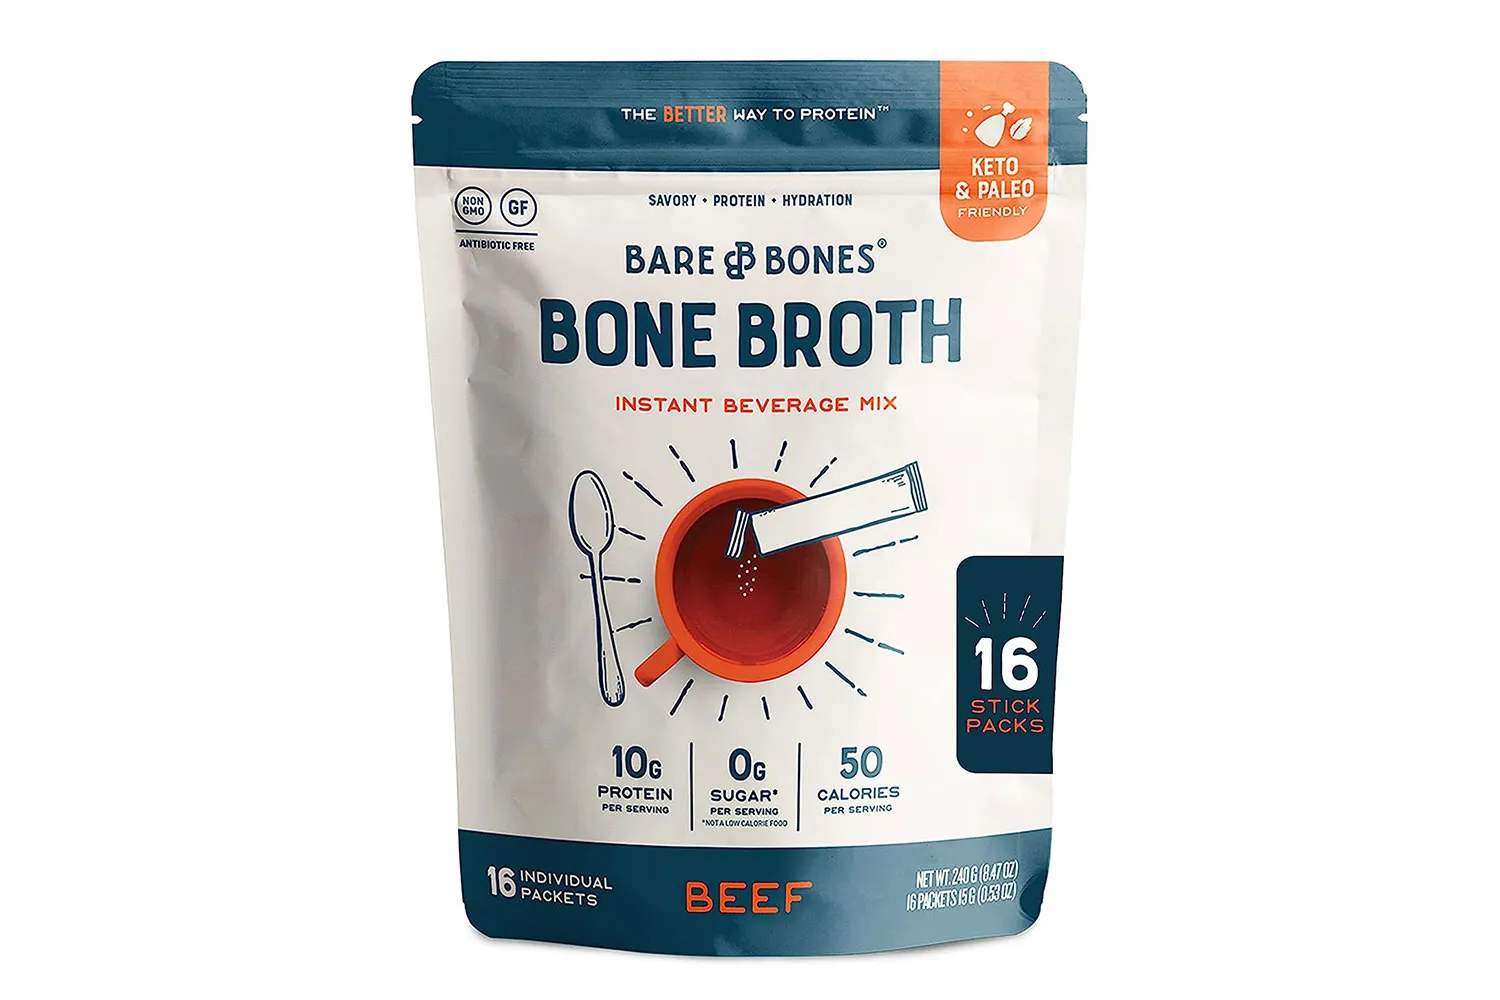 THE BETTER WAY TO PROTEIN™
KETO
& PALEO
FRIENDLY
NON
GMO
GF
ANTIBIOTIC FREE
SAVORY • PROTEIN • HYDRATION
BARE BB BONES®
BONE BROTH
INSTANT BEVERAGE MIX
16
STICK
PACKS
10G
PROTEIN
PER SERVING
0G
SUGAR*
PER SERVING
*NOT A LOW CALORIE FOOD
50
CALORIES
PER SERVING
16 INDIVIDUAL
PACKETS
BEEF
NET WT. 240 G (8.47 OZ)
16 PACKETS 15 G (0.53 OZ)